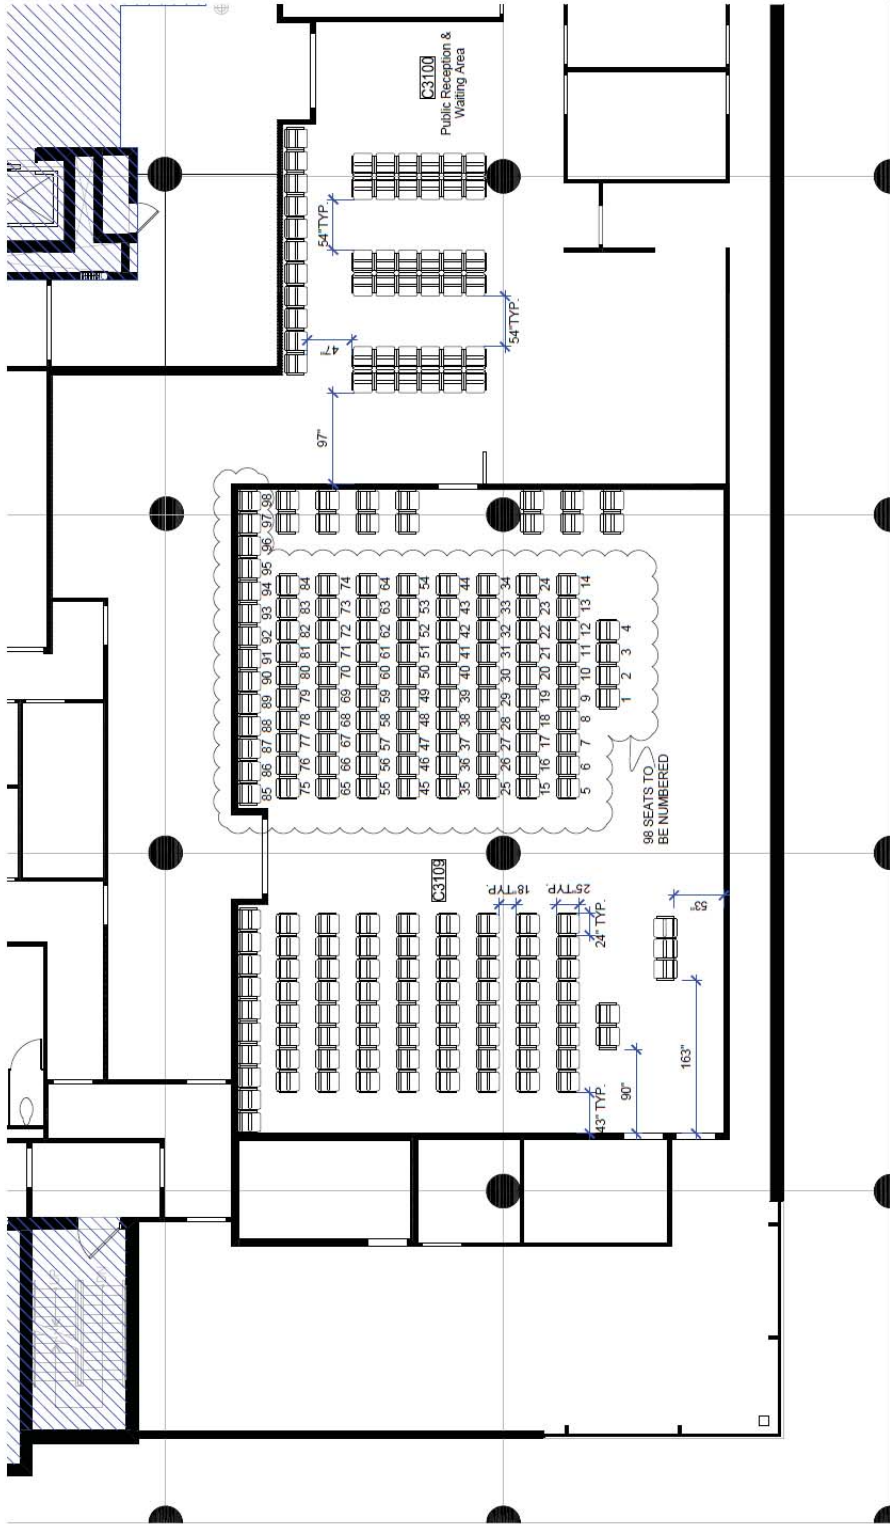 C3100
Public Reception &
Waiting Area
54"TYP.
54"TYP.
47"
97"
85 86 87 88 89 90 91 92 93 94 95 96 97 98
75 76 77 78 79 80 81 82 83 84
65 66 67 68 69 70 71 72 73 74
55 56 57 58 59 60 61 62 63 64
45 46 47 48 49 50 51 52 53 54
35 36 37 38 39 40 41 42 43 44
25 26 27 28 29 30 31 32 33 34
15 16 17 18 19 20 21 22 23 24
5 6 7 8 9 10 11 12 13 14
1 2 3 4
98 SEATS TO
BE NUMBERED
C3109
18"TYP.
25"TYP.
24" TYP.
53"
163"
90"
43" TYP.